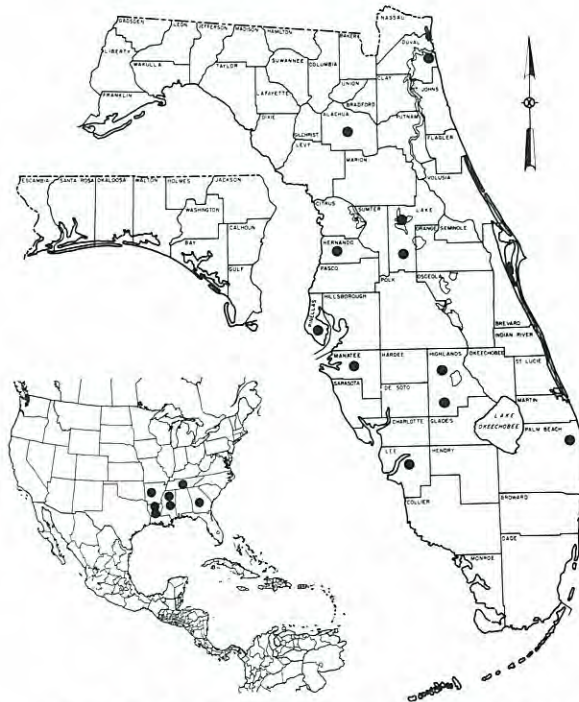 GADSDEN
LEON
JEFFERSON
MADISON
HAMILTON
NASSAU
BAKER
DUVAL
LIBERTY
WAKULLA
TAYLOR
SUWANNEE
COLUMBIA
UNION
CLAY
JOHNS
FRANKLIN
LAFAYETTE
BRADFORD
PUTNAM
DIXIE
GILCHRIST
ALACHUA
FLAGLER
LEVY
MARION
VOLUSIA
ESCAMBIA
SANTA ROSA
OKALOOSA
WALTON
HOLMES
JACKSON
WASHINGTON
BAY
CALHOUN
GULF
CITRUS
SUMTER
LAKE
ORANGE
SEMINOLE
HERNANDO
PASCO
POLK
OSCEOLA
HILLSBOROUGH
PINELLAS
BREVARD
INDIAN RIVER
MANATEE
HARDEE
HIGHLANDS
OKEECHOBEE
ST. LUCIE
SARASOTA
DE SOTO
MARTIN
CHARLOTTE
GLADES
LAKE
OKEECHOBEE
PALM BEACH
LEE
HENDRY
COLLIER
BROWARD
DADE
MONROE